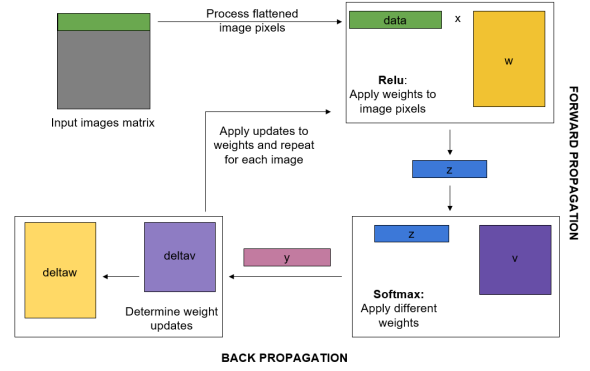 Process flattened
image pixels
data
x
w
Relu:
Apply weights to
image pixels
Input images matrix
Apply updates to
weights and repeat
for each image
FORWARD PROPAGATION
z
z
v
Softmax:
Apply different
weights
y
deltav
deltaw
Determine weight
updates
BACK PROPAGATION